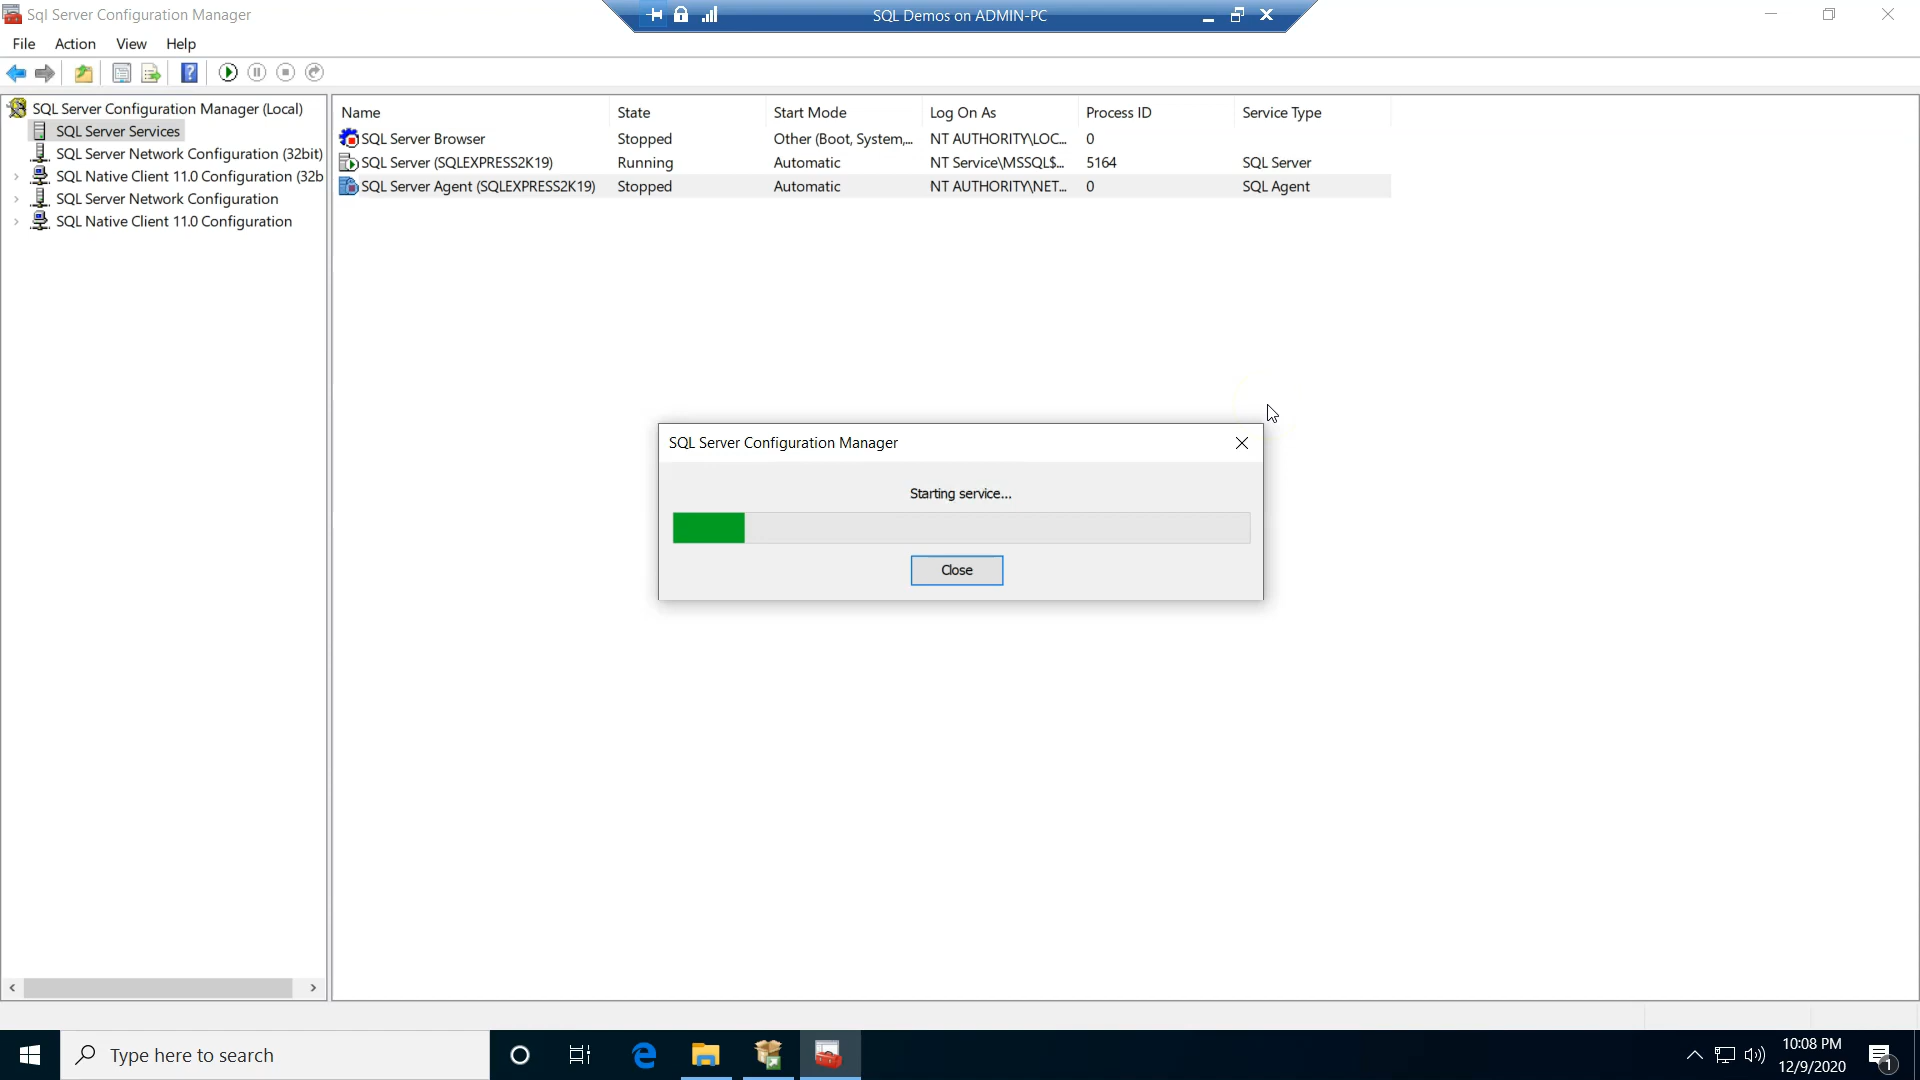 Sql Server Configuration Manager
SQL Demos on ADMIN-PC
File Action View Help
SQL Server Configuration Manager (Local)
SQL Server Services
SQL Server Network Configuration (32bit)
SQL Native Client 11.0 Configuration (32b
SQL Server Network Configuration
SQL Native Client 11.0 Configuration
Name State Start Mode Log On As Process ID Service Type
SQL Server Browser Stopped Other (Boot, System,... NT AUTHORITY\LOC... 0
SQL Server (SQLEXPRESS2K19) Running Automatic NT Service\MSSQL$... 5164 SQL Server
SQL Server Agent (SQLEXPRESS2K19) Stopped Automatic NT AUTHORITY\NET... 0 SQL Agent
SQL Server Configuration Manager
Starting service...
Close
Type here to search
10:08 PM
12/9/2020
1